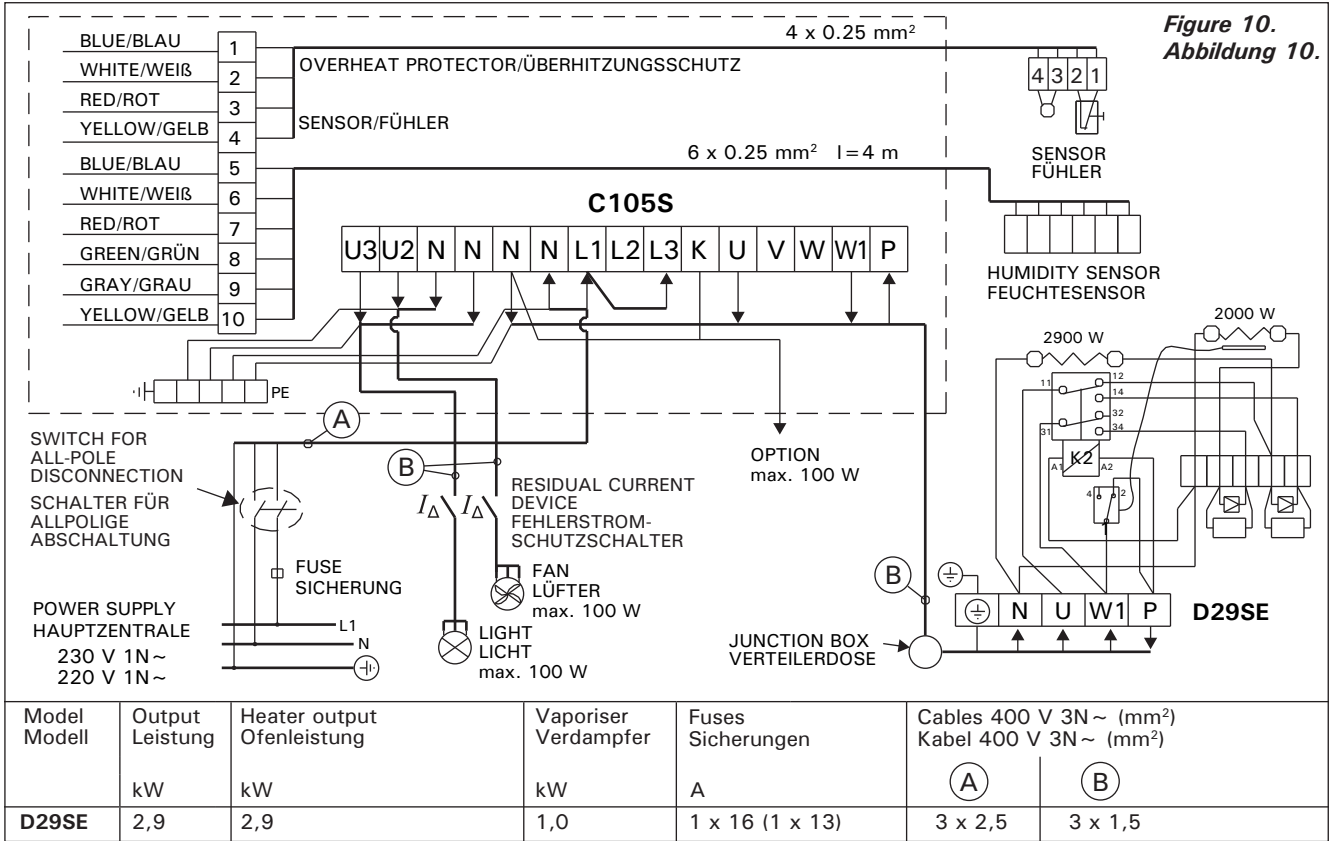 Figure 10.
Abbildung 10.
BLUE/BLAU 1
WHITE/WEIß 2
RED/ROT 3
YELLOW/GELB 4
BLUE/BLAU 5
WHITE/WEIß 6
RED/ROT 7
GREEN/GRÜN 8
GRAY/GRAU 9
YELLOW/GELB 10
OVERHEAT PROTECTOR/ÜBERHITZUNGSSCHUTZ
SENSOR/FÜHLER
4 x 0.25 mm²
4 3 2 1
SENSOR
FÜHLER
6 x 0.25 mm² l=4 m
HUMIDITY SENSOR
FEUCHTESENSOR
C105S
U3 U2 N N N N L1 L2 L3 K U V W W1 P
PE
A
SWITCH FOR
ALL-POLE
DISCONNECTION
SCHALTER FÜR
ALLPOLIGE
ABSCHALTUNG
FUSE
SICHERUNG
POWER SUPPLY
HAUPTZENTRALE
230 V 1N~
220 V 1N~
L1
N
B
IΔ IΔ
RESIDUAL CURRENT
DEVICE
FEHLERSTROM-
SCHUTZSCHALTER
FAN
LÜFTER
max. 100 W
LIGHT
LICHT
max. 100 W
OPTION
max. 100 W
B
JUNCTION BOX
VERTEILERDOSE
2000 W
2900 W
11 12
14
32
31 34
A1 K2 A2
4 2
1
N U W1 P
D29SE
Model Output Heater output Vaporiser Fuses Cables 400 V 3N~ (mm²)
Modell Leistung Ofenleistung Verdampfer Sicherungen Kabel 400 V 3N~ (mm²)
kW kW kW A A B
D29SE 2,9 2,9 1,0 1 x 16 (1 x 13) 3 x 2,5 3 x 1,5